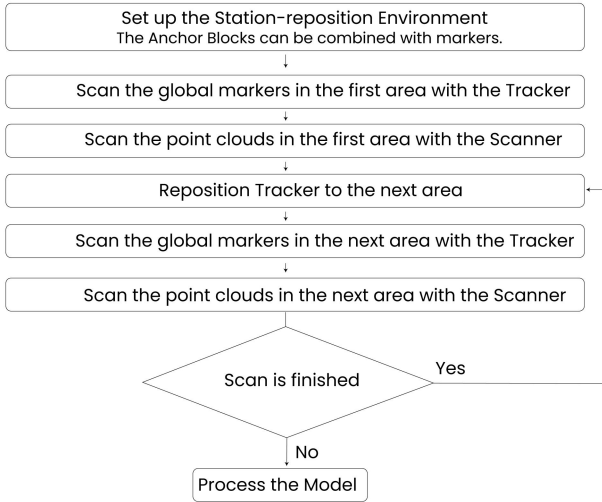 Set up the Station-reposition Environment
The Anchor Blocks can be combined with markers.
Scan the global markers in the first area with the Tracker
Scan the point clouds in the first area with the Scanner
Reposition Tracker to the next area
Scan the global markers in the next area with the Tracker
Scan the point clouds in the next area with the Scanner
Scan is finished
Yes
No
Process the Model